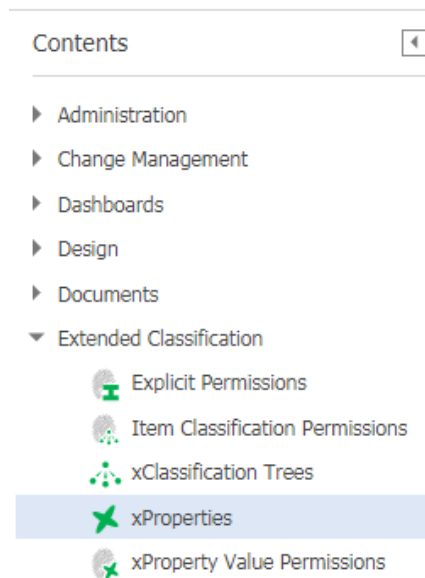 Contents
Administration
Change Management
Dashboards
Design
Documents
Extended Classification
Explicit Permissions
Item Classification Permissions
xClassification Trees
xProperties
xProperty Value Permissions